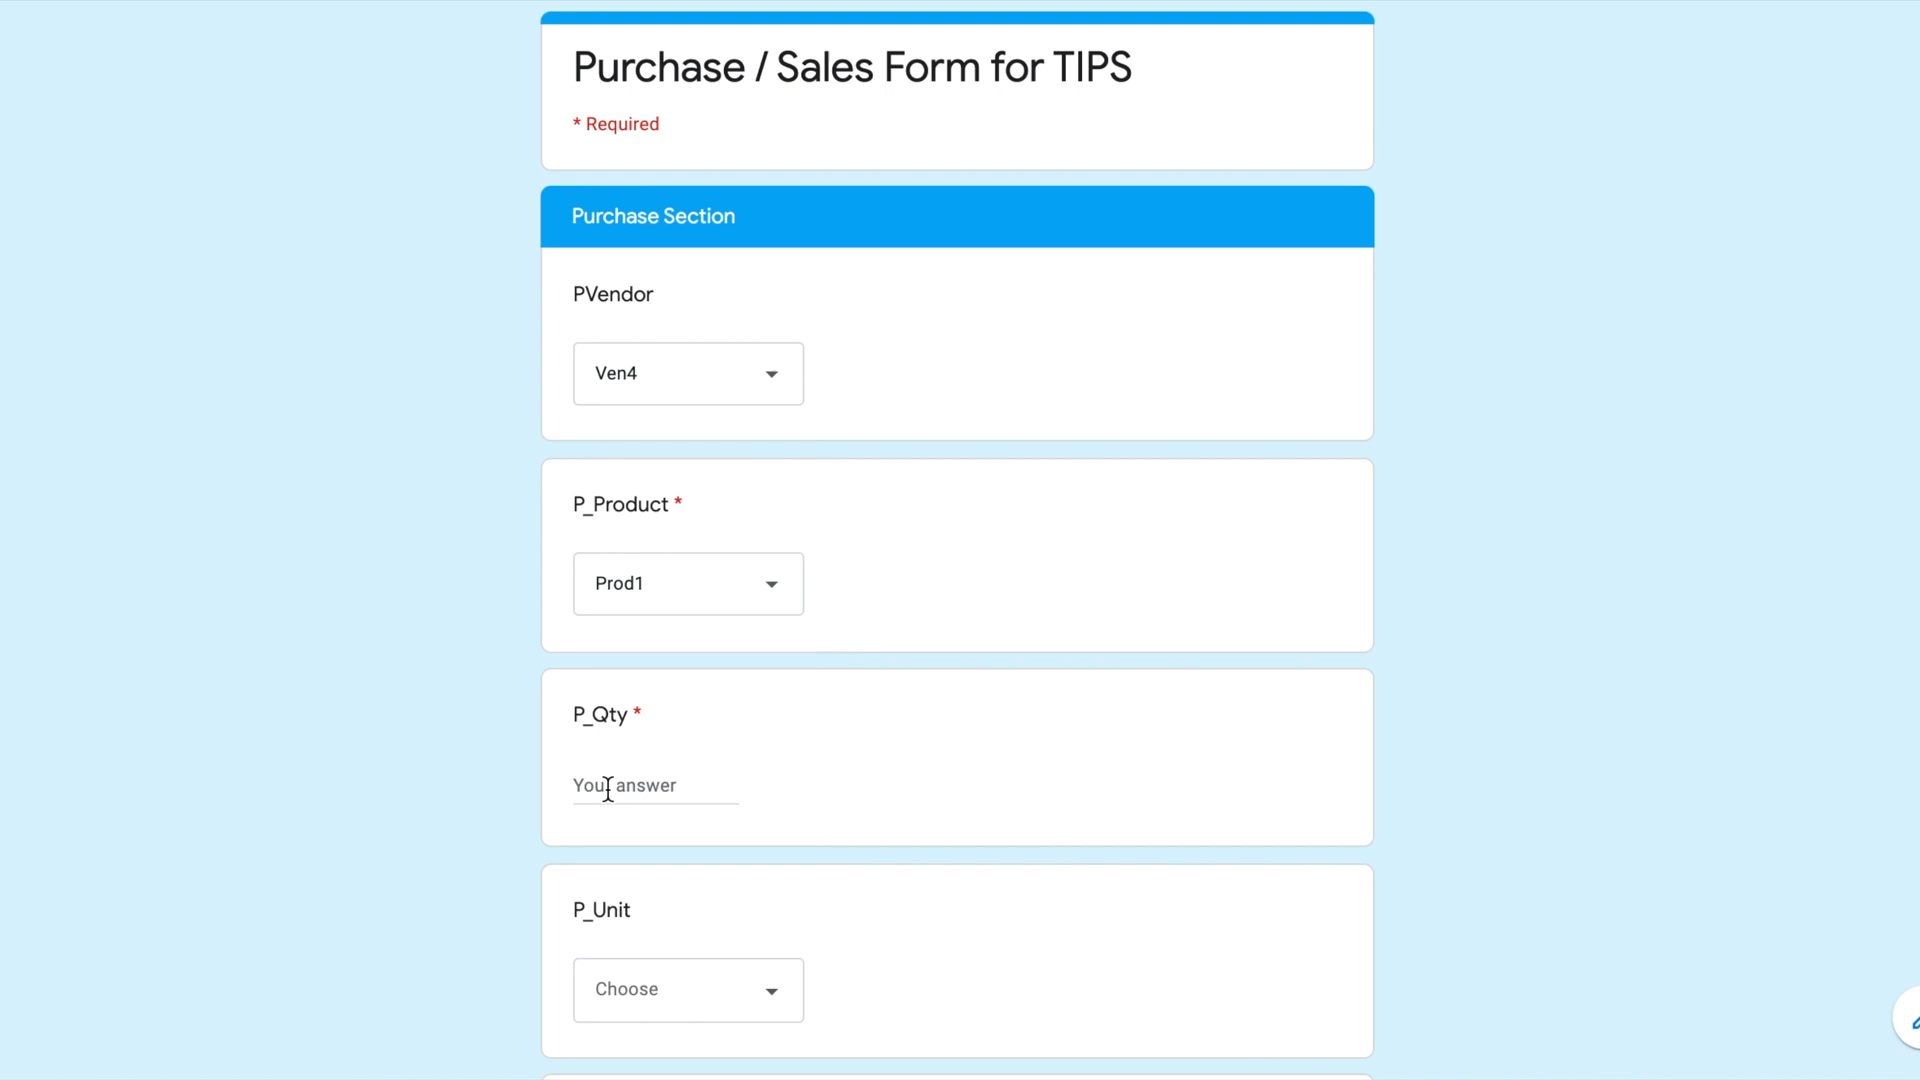 Purchase / Sales Form for TIPS
* Required
Purchase Section
PVendor
Ven4
P_Product *
Prod1
P_Qty *
Your answer
P_Unit
Choose